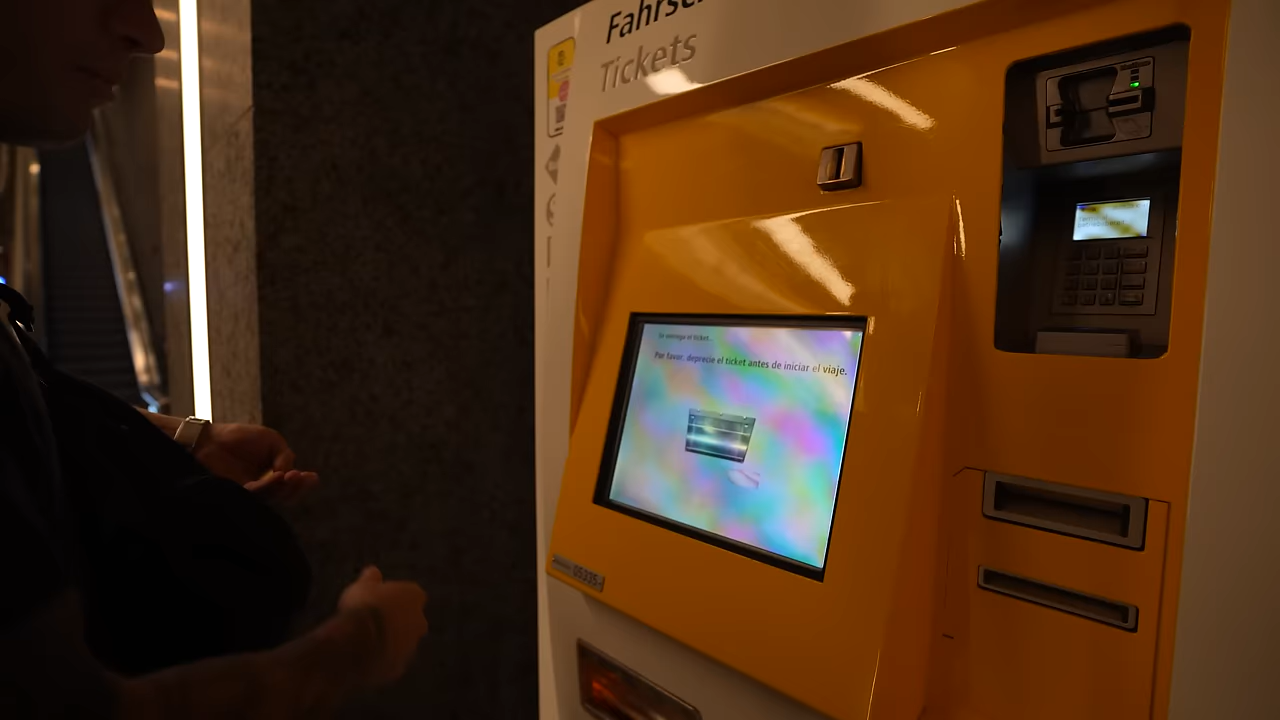 Fahrsc
Tickets
Se entrega el ticket..
Por favor, deprecie el ticket antes de iniciar el viaje.